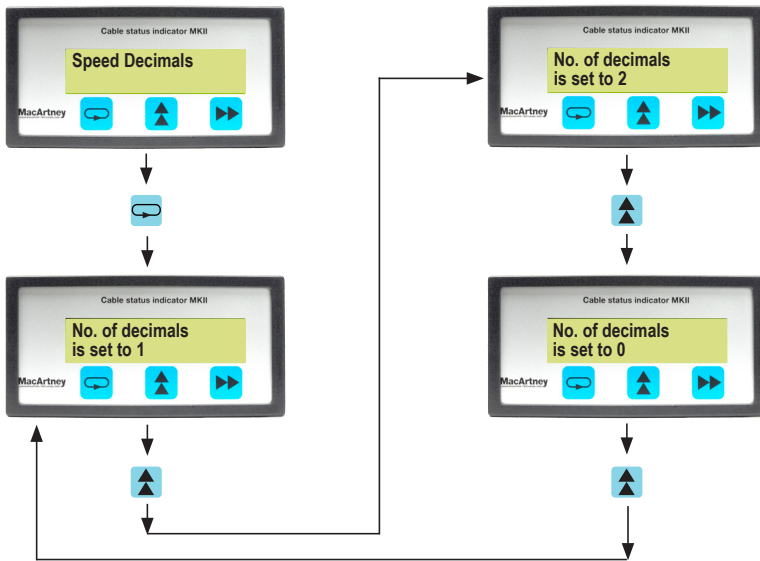 Cable status indicator MKII
Speed Decimals
MacArtney
Cable status indicator MKII
No. of decimals
is set to 2
MacArtney
Cable status indicator MKII
No. of decimals
is set to 1
MacArtney
Cable status indicator MKII
No. of decimals
is set to 0
MacArtney